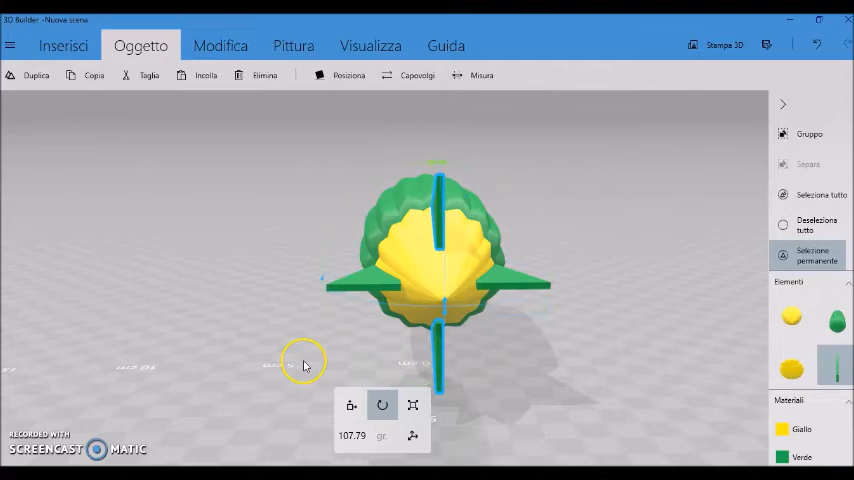 3D Builder -Nuova scena
Inserisci Oggetto Modifica Pittura Visualizza Guida
Stampa 3D
Duplica Copia Taglia Incolla Elimina Posiziona Capovolgi Misura
Gruppo
Separa
Seleziona tutto
Deseleziona
tutto
Selezione
permanente
Elementi
107.79 gr.
Materiali
Giallo
Verde
RECORDED WITH
SCREENCAST MATIC